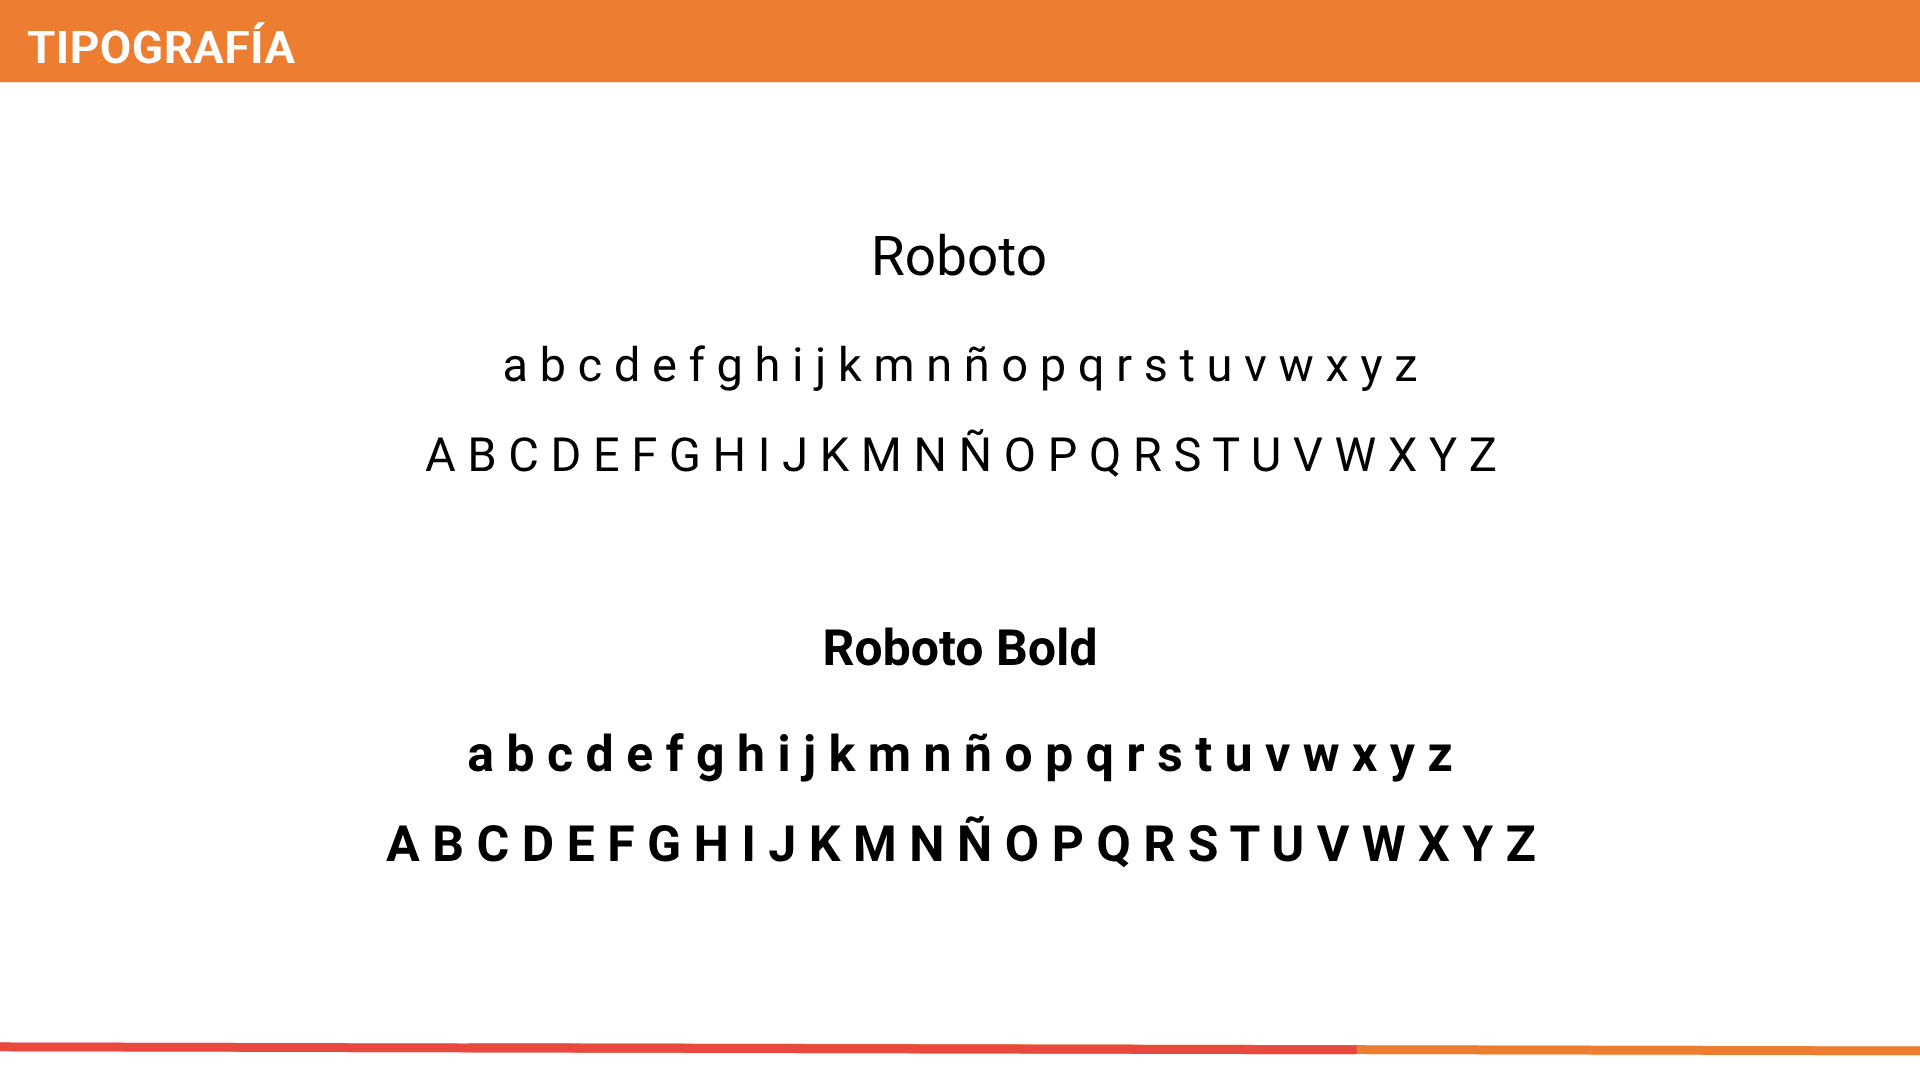 TIPOGRAFÍA
Roboto
a b c d e f g h i j k m n ñ o p q r s t u v w x y z
A B C D E F G H I J K M N Ñ O P Q R S T U V W X Y Z
Roboto Bold
a b c d e f g h i j k m n ñ o p q r s t u v w x y z
A B C D E F G H I J K M N Ñ O P Q R S T U V W X Y Z